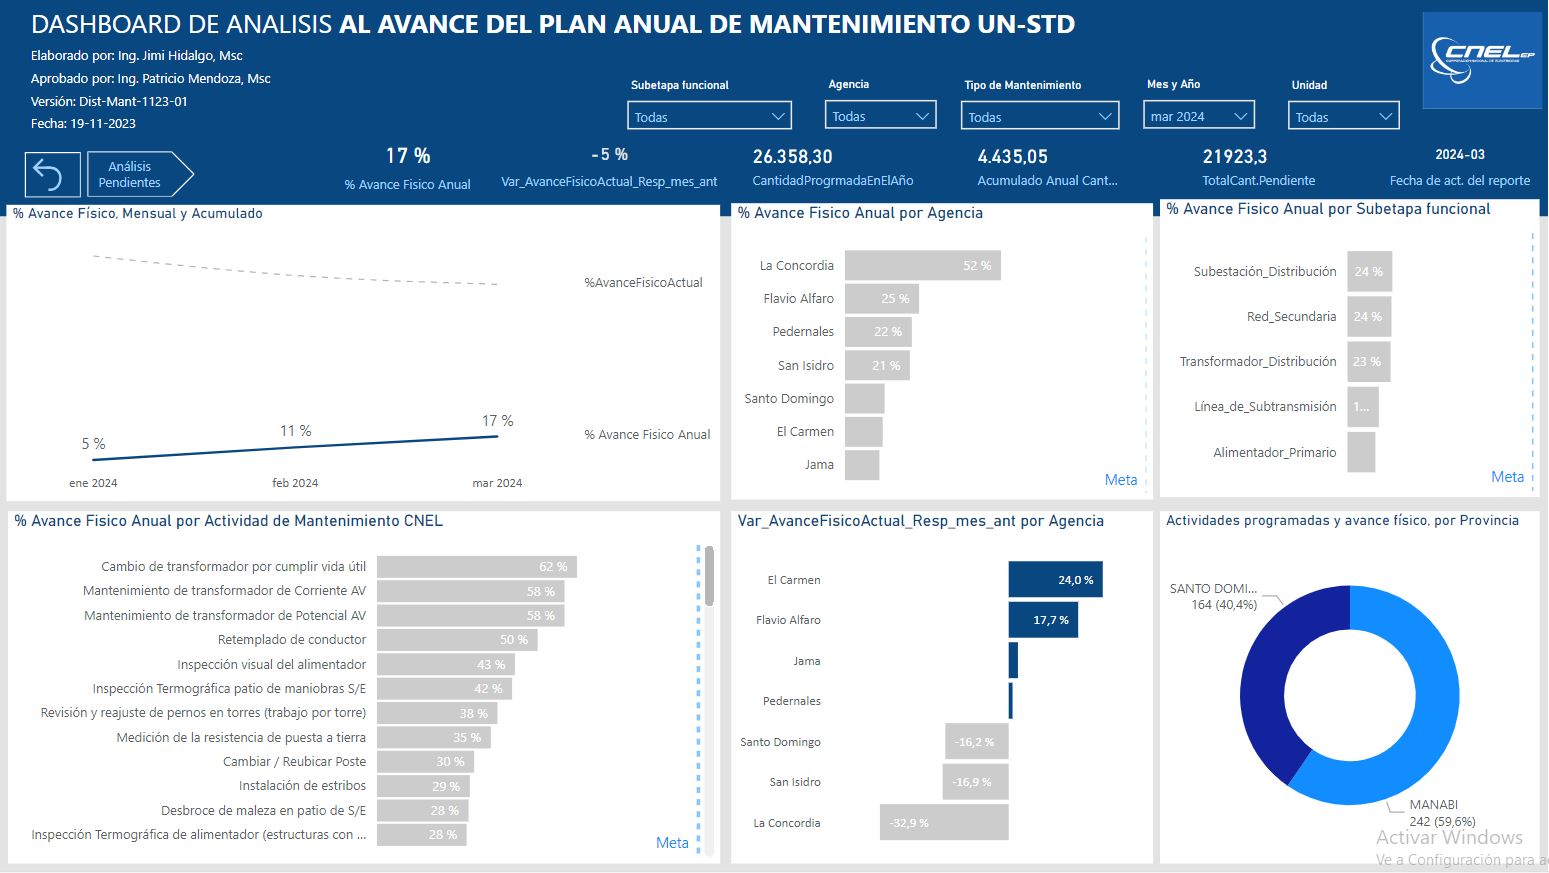 DASHBOARD DE ANALISIS AL AVANCE DEL PLAN ANUAL DE MANTENIMIENTO UN-STD
Elaborado por: Ing. Jimi Hidalgo, Msc
Aprobado por: Ing. Patricio Mendoza, Msc
Versión: Dist-Mant-1123-01
Fecha: 19-11-2023
Subetapa funcional
Todas
Agencia
Todas
Tipo de Mantenimiento
Todas
Mes y Año
mar 2024
Unidad
Todas
CNEL EP
Análisis
Pendientes
17 %
% Avance Fisico Anual
-5 %
Var_AvanceFisicoActual_Resp_mes_ant
26.358,30
CantidadProgrmadaEnElAño
4.435,05
Acumulado Anual Cant...
21923,3
TotalCant.Pendiente
2024-03
Fecha de act. del reporte
% Avance Físico, Mensual y Acumulado
%AvanceFisicoActual
5 %
11 %
17 %
% Avance Fisico Anual
ene 2024
feb 2024
mar 2024
% Avance Fisico Anual por Agencia
La Concordia 52 %
Flavio Alfaro 25 %
Pedernales 22 %
San Isidro 21 %
Santo Domingo
El Carmen
Jama
Meta
% Avance Fisico Anual por Subetapa funcional
Subestación_Distribución 24 %
Red_Secundaria 24 %
Transformador_Distribución 23 %
Línea_de_Subtransmisión 1...
Alimentador_Primario
Meta
% Avance Fisico Anual por Actividad de Mantenimiento CNEL
Cambio de transformador por cumplir vida útil 62 %
Mantenimiento de transformador de Corriente AV 58 %
Mantenimiento de transformador de Potencial AV 58 %
Retemplado de conductor 50 %
Inspección visual del alimentador 43 %
Inspección Termográfica patio de maniobras S/E 42 %
Revisión y reajuste de pernos en torres (trabajo por torre) 38 %
Medición de la resistencia de puesta a tierra 35 %
Cambiar / Reubicar Poste 30 %
Instalación de estribos 29 %
Desbroce de maleza en patio de S/E 28 %
Inspección Termográfica de alimentador (estructuras con ... 28 %
Meta
Var_AvanceFisicoActual_Resp_mes_ant por Agencia
El Carmen 24,0 %
Flavio Alfaro 17,7 %
Jama
Pedernales
Santo Domingo -16,2 %
San Isidro -16,9 %
La Concordia -32,9 %
Actividades programadas y avance físico, por Provincia
SANTO DOMI...
164 (40,4%)
MANABI
242 (59,6%)
Activar Windows
Ve a Configuración para